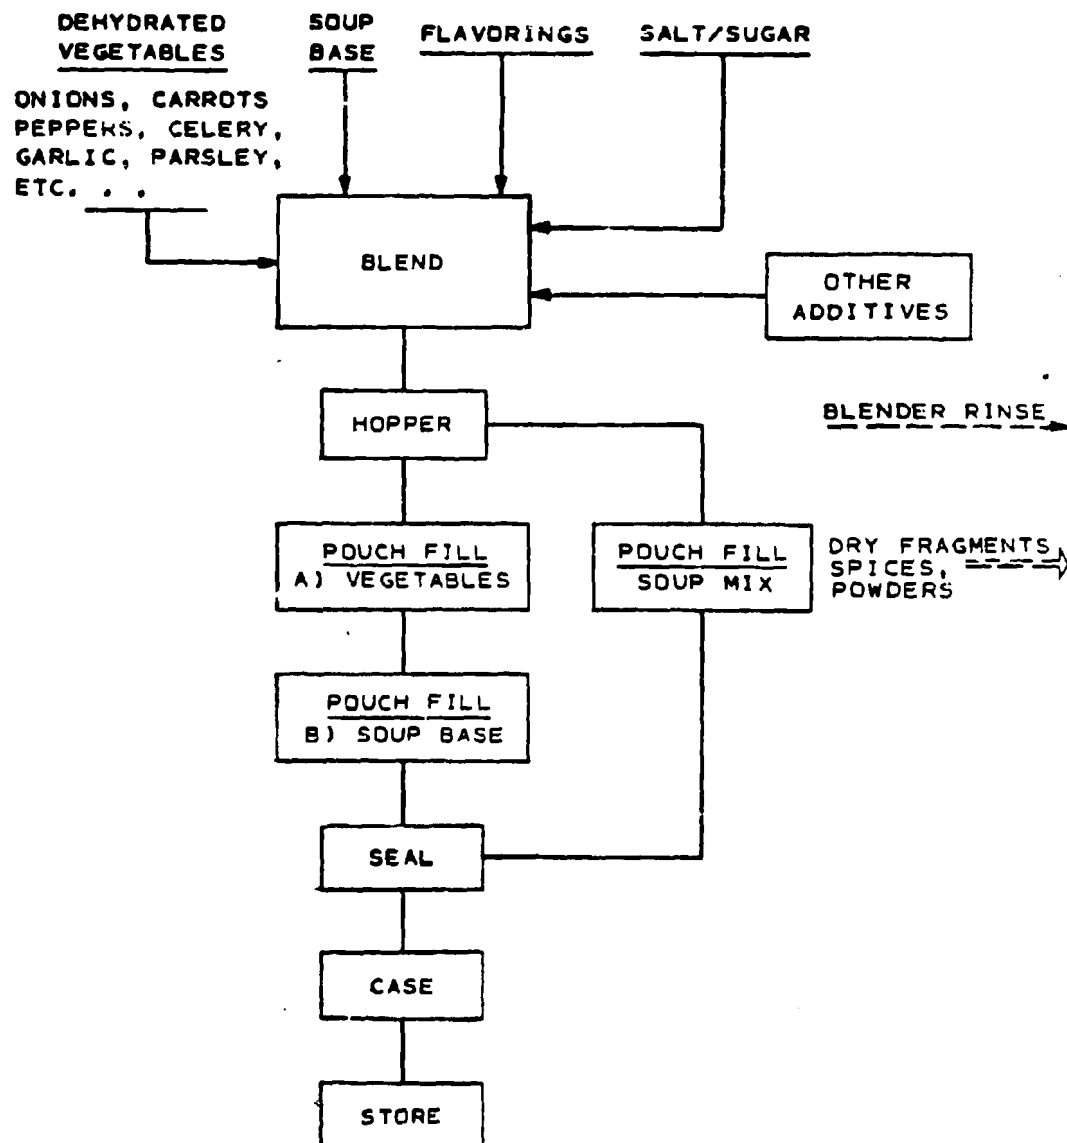 DEHYDRATED
VEGETABLES
ONIONS, CARROTS
PEPPERS, CELERY,
GARLIC, PARSLEY,
ETC. . .
SOUP
BASE
FLAVORINGS
SALT/SUGAR
BLEND
OTHER
ADDITIVES
HOPPER
BLENDER RINSE
POUCH FILL
A) VEGETABLES
POUCH FILL
SOUP MIX
DRY FRAGMENTS
SPICES,
POWDERS
POUCH FILL
B) SOUP BASE
SEAL
CASE
STORE